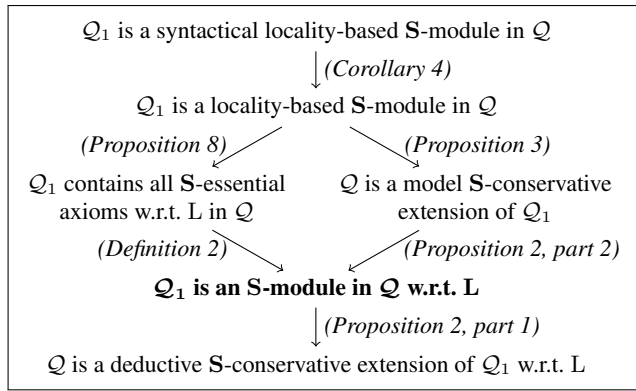 𝒬₁ is a syntactical locality-based S-module in 𝒬
(Corollary 4)
𝒬₁ is a locality-based S-module in 𝒬
(Proposition 8) (Proposition 3)
𝒬₁ contains all S-essential 𝒬 is a model S-conservative
axioms w.r.t. L in 𝒬 extension of 𝒬₁
(Definition 2) (Proposition 2, part 2)
𝒬₁ is an S-module in 𝒬 w.r.t. L
(Proposition 2, part 1)
𝒬 is a deductive S-conservative extension of 𝒬₁ w.r.t. L